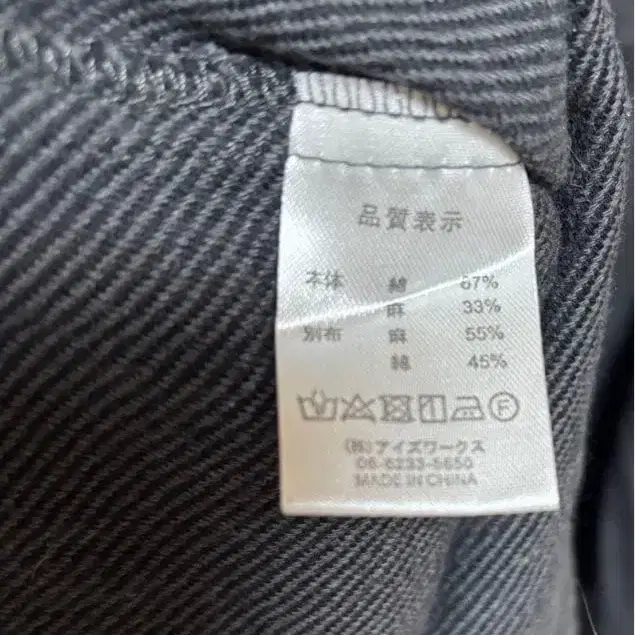 品質表示
本体 綿 67%
麻 33%
別布 麻 55%
綿 45%
F
(株)アイズワークス
06-6233-5650
MADE IN CHINA